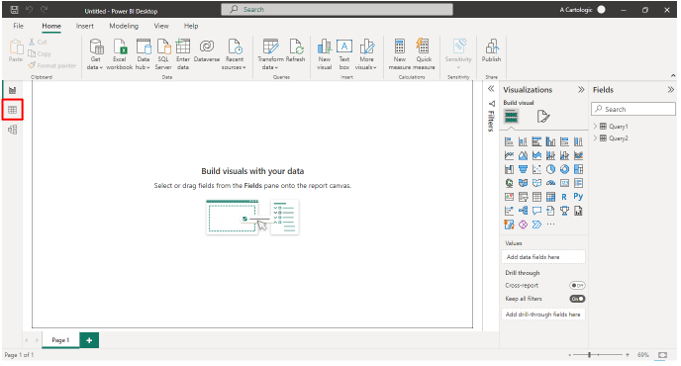 Untitled - Power BI Desktop
Search
A Cartologic
File Home Insert Modeling View Help
Paste
Cut
Copy
Format painter
Clipboard
Get data
Excel workbook
Data hub
SQL Server
Enter data
Dataverse
Recent sources
Data
Transform data
Refresh
Queries
New visual
Text box
More visuals
Insert
New measure
Quick measure
Calculations
Sensitivity
Sensitivity
Publish
Share
Build visuals with your data
Select or drag fields from the Fields pane onto the report canvas.
Filters
Visualizations
Build visual
R Py
Values
Add data fields here
Drill through
Cross-report
Off
Keep all filters
On
Add drill-through fields here
Fields
Search
Query1
Query2
Page 1
Page 1 of 1
69%